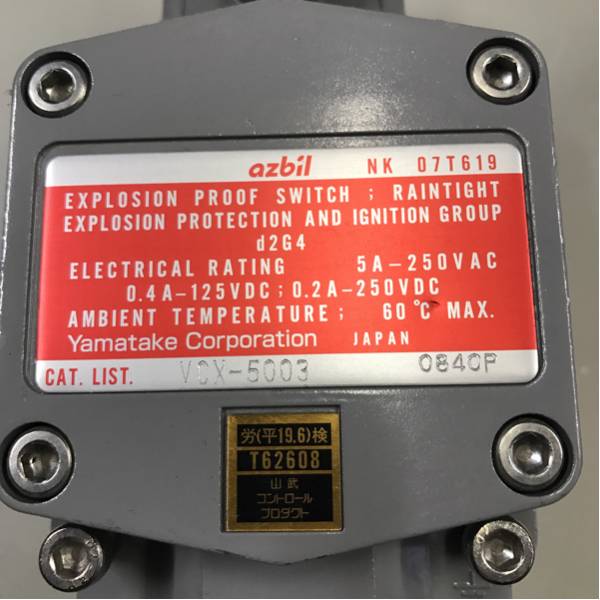 azbil NK 07T619
EXPLOSION PROOF SWITCH ; RAINTIGHT
EXPLOSION PROTECTION AND IGNITION GROUP
d2G4
ELECTRICAL RATING 5A-250VAC
0.4A-125VDC ; 0.2A-250VDC
AMBIENT TEMPERATURE ; 60℃ MAX.
Yamatake Corporation JAPAN
CAT. LIST. VCX-5003 0840P
労(平19.6)検
T62608
山武
コントロール
プロダクト